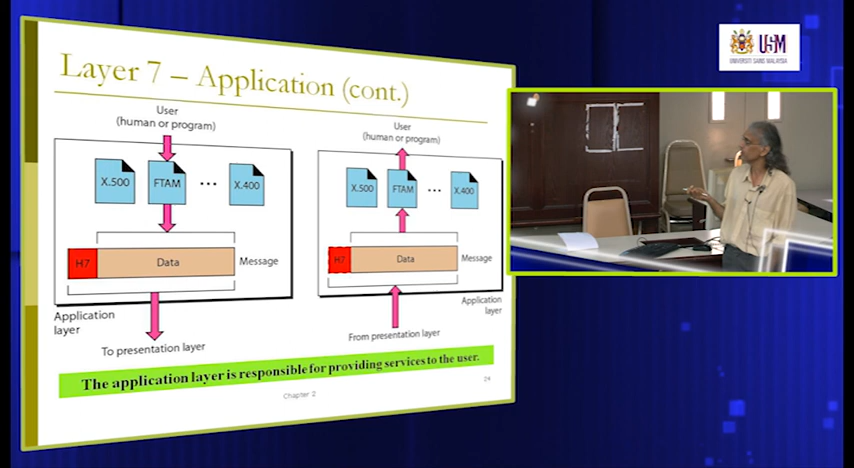 Layer 7 – Application (cont.)
User
(human or program)
X.500
FTAM
...
X.400
H7
Data
Message
Application
layer
To presentation layer
User
(human or program)
X.500
FTAM
...
X.400
H7
Data
Message
Application
layer
From presentation layer
The application layer is responsible for providing services to the user.
Chapter 2
24
USM
UNIVERSITI SAINS MALAYSIA